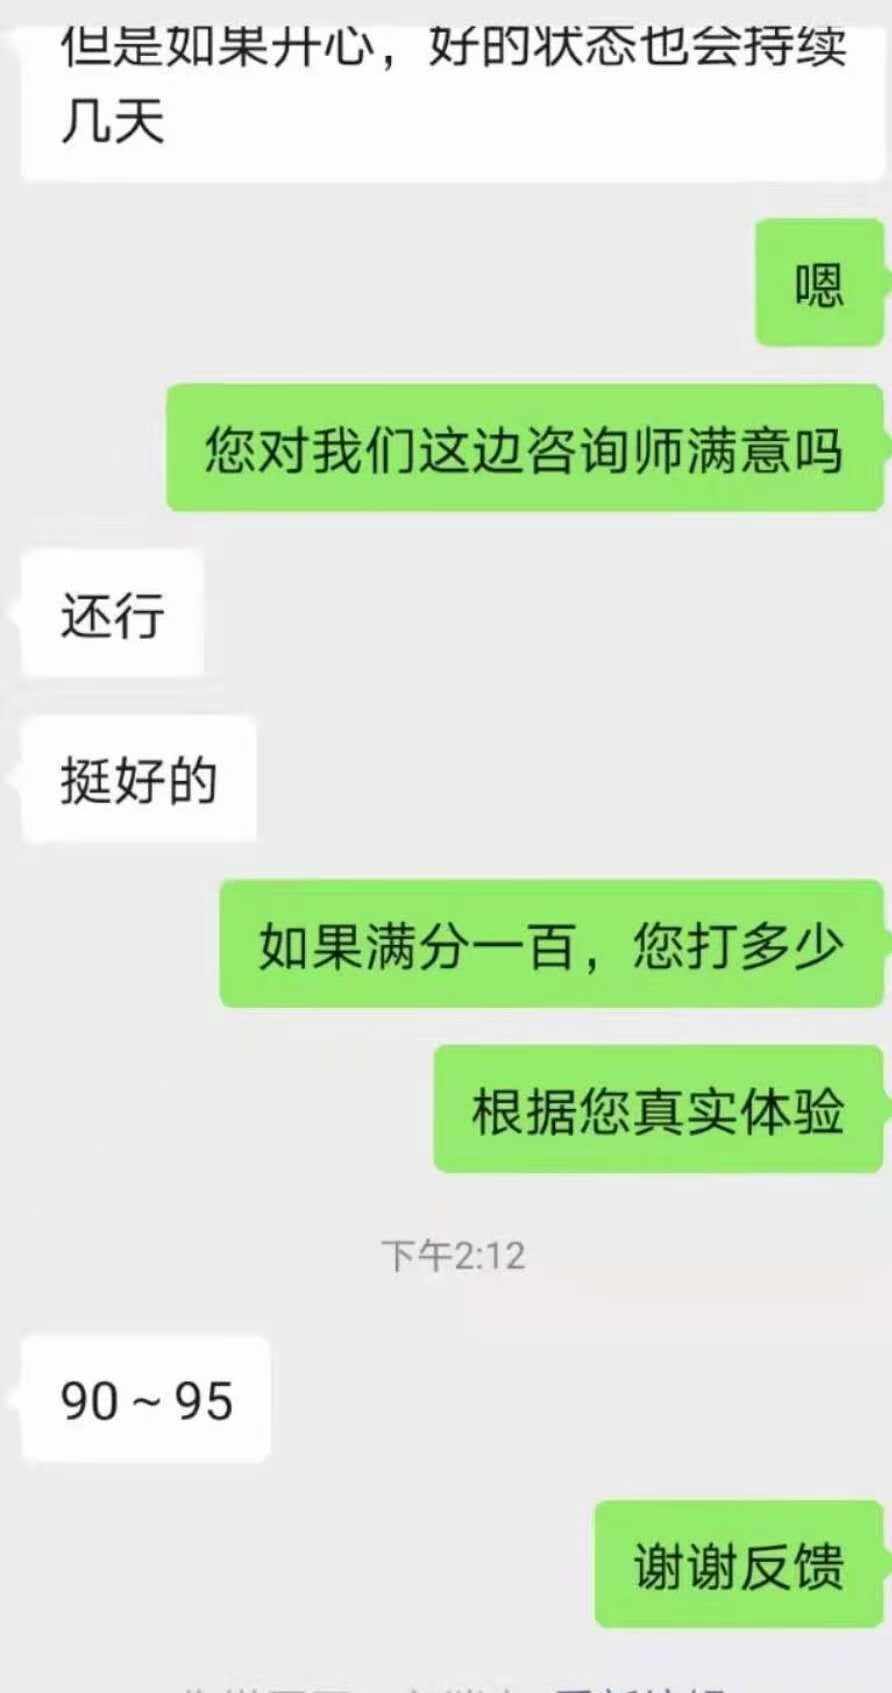 但是如果开心，好的状态也会持续
几天
嗯
您对我们这边咨询师满意吗
还行
挺好的
如果满分一百，您打多少
根据您真实体验
下午2:12
90～95
谢谢反馈